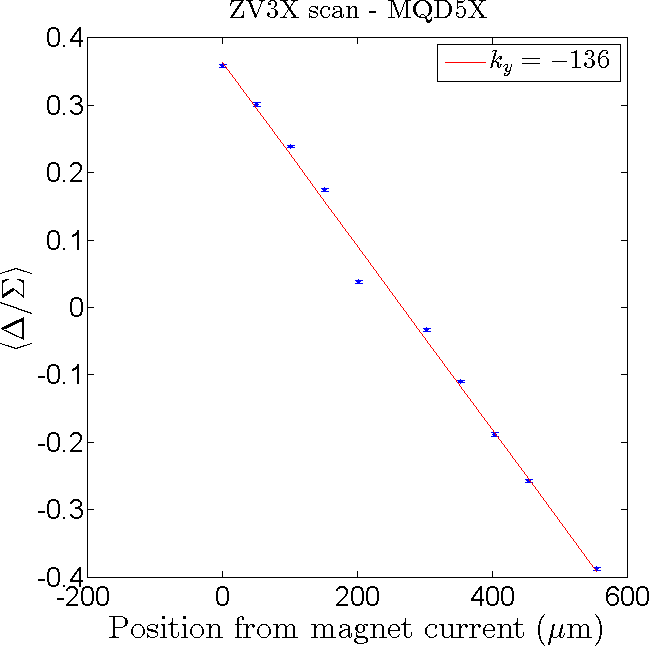 ZV3X scan - MQD5X
k_y = −136
0.4
0.3
0.2
0.1
0
-0.1
-0.2
-0.3
-0.4
⟨Δ/Σ⟩
-200 0 200 400 600
Position from magnet current (μm)